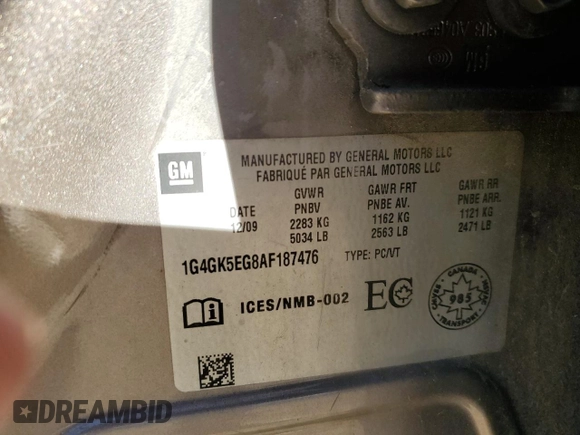 GM
MANUFACTURED BY GENERAL MOTORS LLC
FABRIQUÉ PAR GENERAL MOTORS LLC
GVWR GAWR FRT GAWR RR
DATE PNBV PNBE AV. PNBE ARR.
12/09 2283 KG 1162 KG 1121 KG
5034 LB 2563 LB 2471 LB
1G4GK5EG8AF187476 TYPE: PC/VT
ICES/NMB-002 EC
CANADA
985
TRANSPORT
DREAMBID